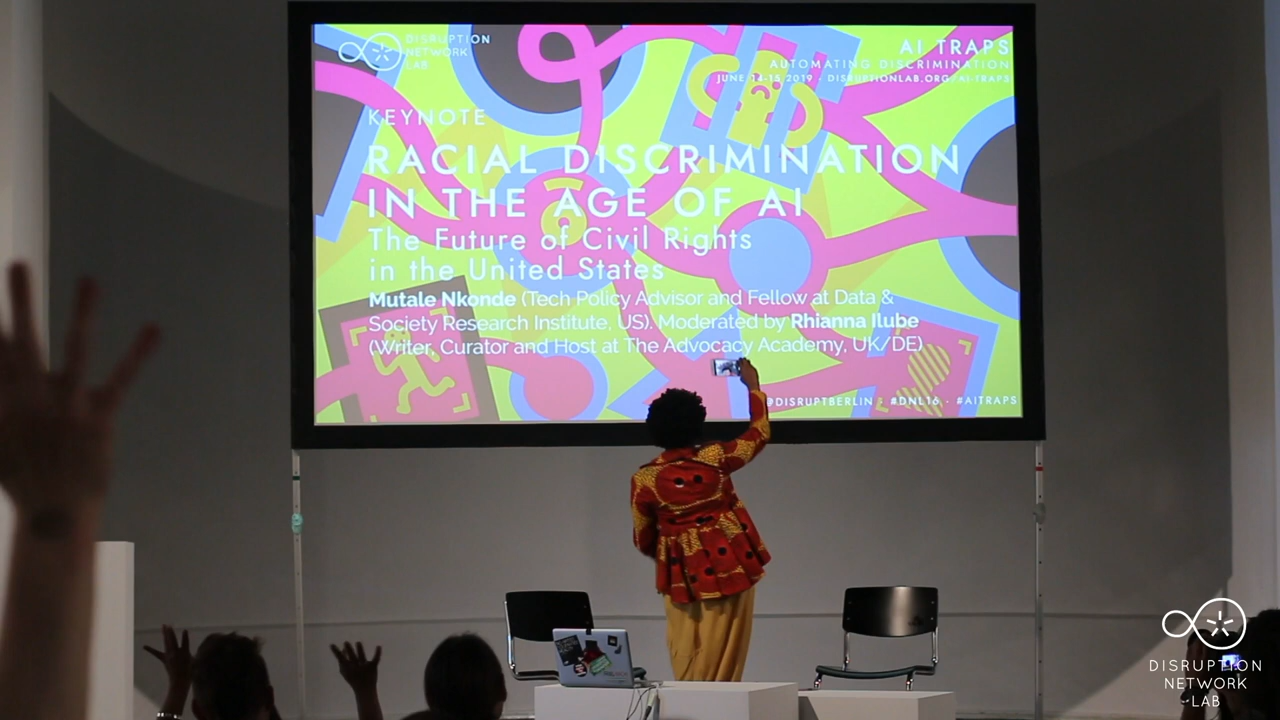 DISRUPTION
NETWORK
LAB
AI TRAPS
AUTOMATING DISCRIMINATION
JUNE 14-15 2019 · DISRUPTIONLAB.ORG/AI-TRAPS
KEYNOTE
RACIAL DISCRIMINATION
IN THE AGE OF AI
The Future of Civil Rights
in the United States
Mutale Nkonde (Tech Policy Advisor and Fellow at Data &
Society Research Institute, US). Moderated by Rhianna Ilube
(Writer, Curator and Host at The Advocacy Academy, UK/DE)
@DISRUPTBERLIN · #DNL16 · #AITRAPS
DISRUPTION
NETWORK
LAB